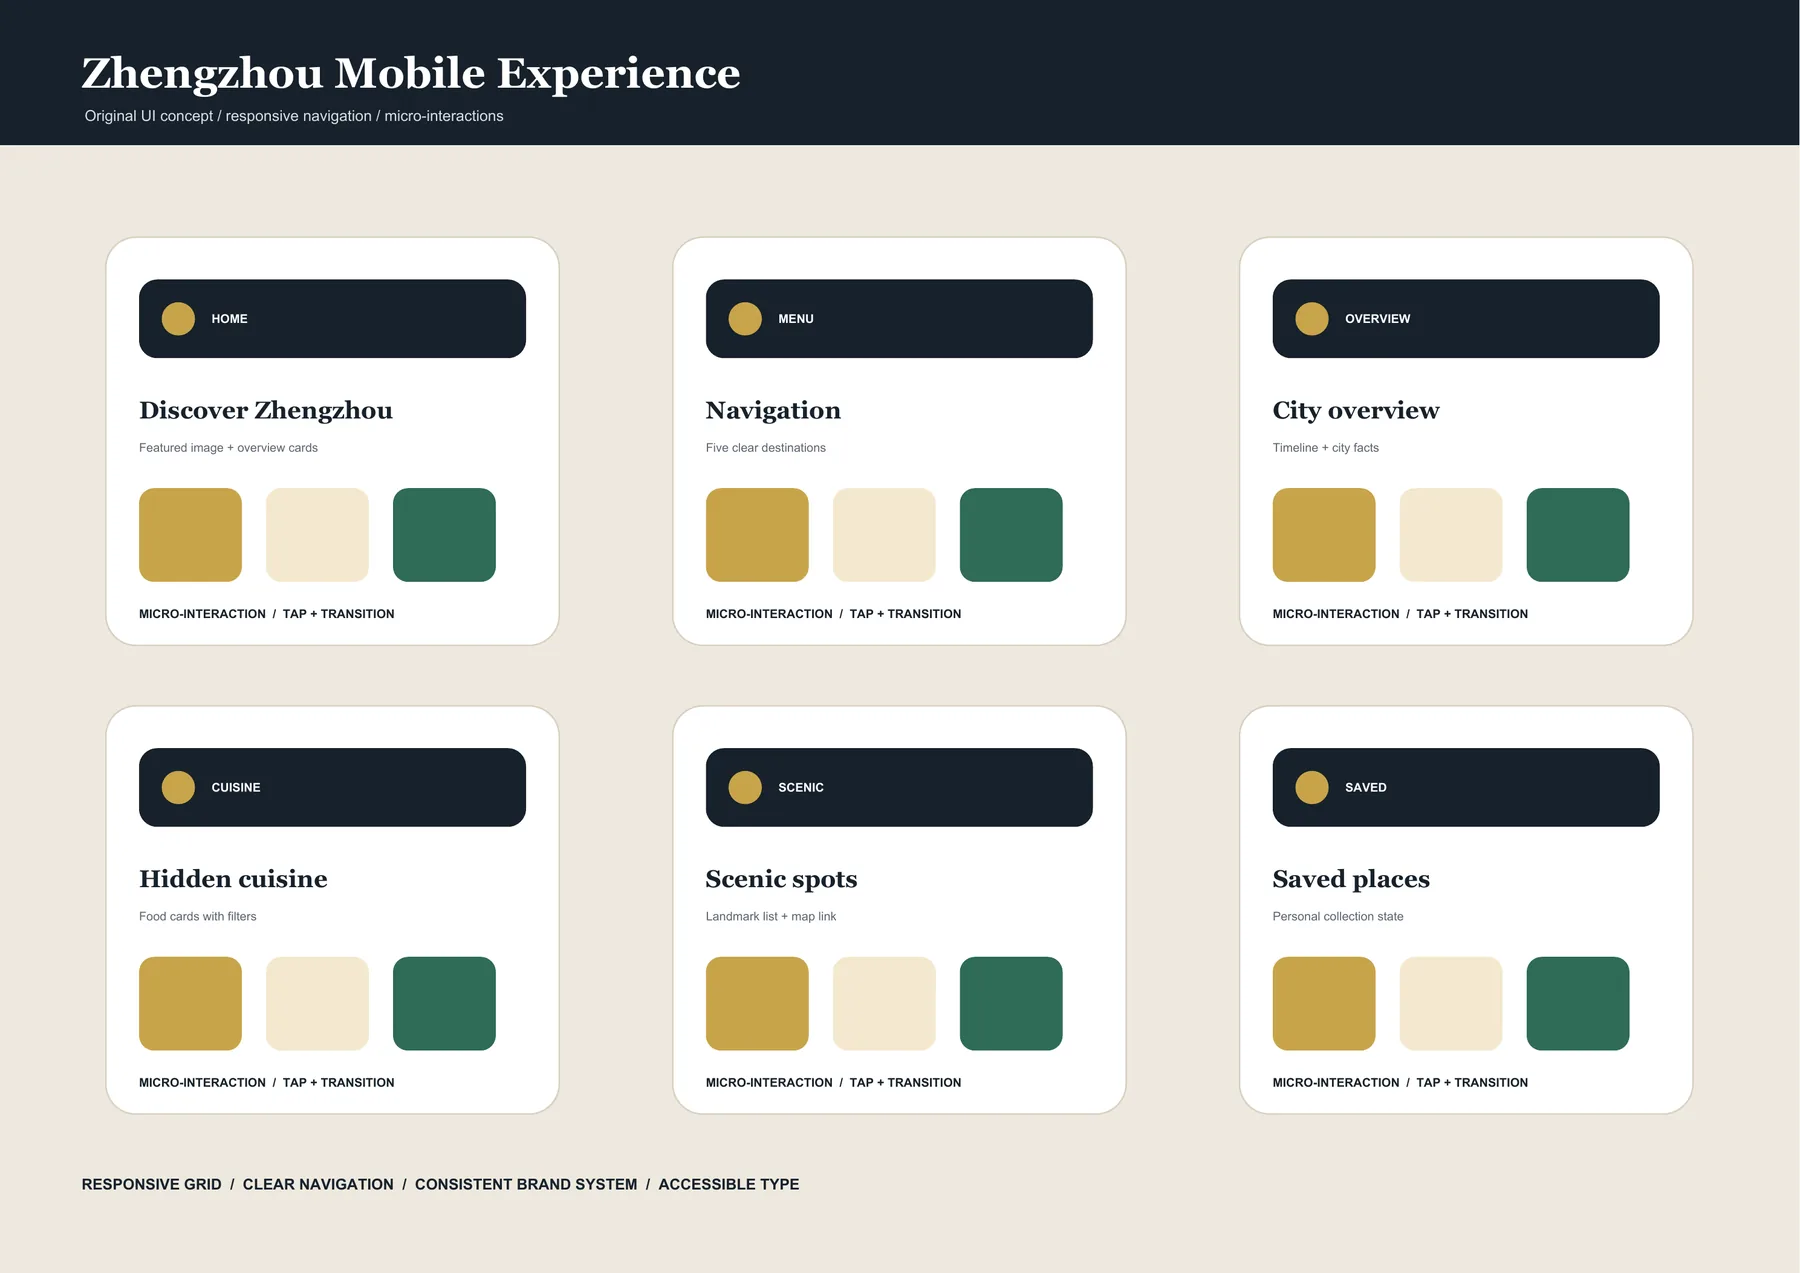 Zhengzhou Mobile Experience
Original UI concept / responsive navigation / micro-interactions
HOME
Discover Zhengzhou
Featured image + overview cards
MICRO-INTERACTION / TAP + TRANSITION
MENU
Navigation
Five clear destinations
MICRO-INTERACTION / TAP + TRANSITION
OVERVIEW
City overview
Timeline + city facts
MICRO-INTERACTION / TAP + TRANSITION
CUISINE
Hidden cuisine
Food cards with filters
MICRO-INTERACTION / TAP + TRANSITION
SCENIC
Scenic spots
Landmark list + map link
MICRO-INTERACTION / TAP + TRANSITION
SAVED
Saved places
Personal collection state
MICRO-INTERACTION / TAP + TRANSITION
RESPONSIVE GRID / CLEAR NAVIGATION / CONSISTENT BRAND SYSTEM / ACCESSIBLE TYPE